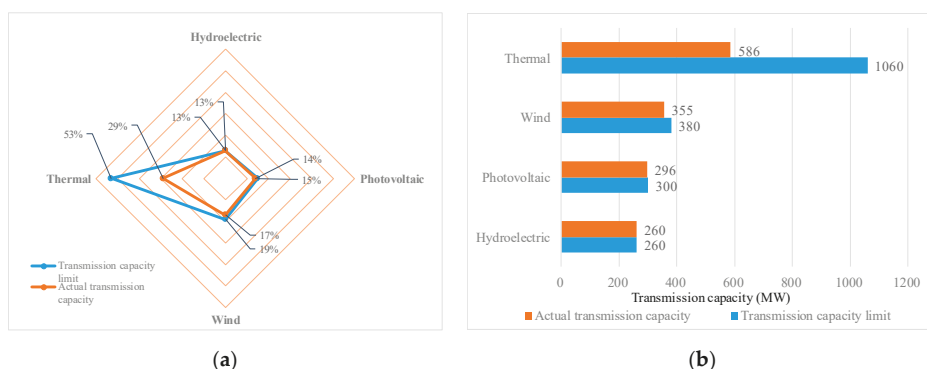 Hydroelectric
13%
13%
29%
53%
14%
15%
Thermal
Photovoltaic
17%
19%
Transmission capacity
limit
Actual transmission
capacity
Wind
(a)
Thermal
586
1060
Wind
355
380
Photovoltaic
296
300
Hydroelectric
260
260
0 200 400 600 800 1000 1200
Transmission capacity (MW)
Actual transmission capacity
Transmission capacity limit
(b)